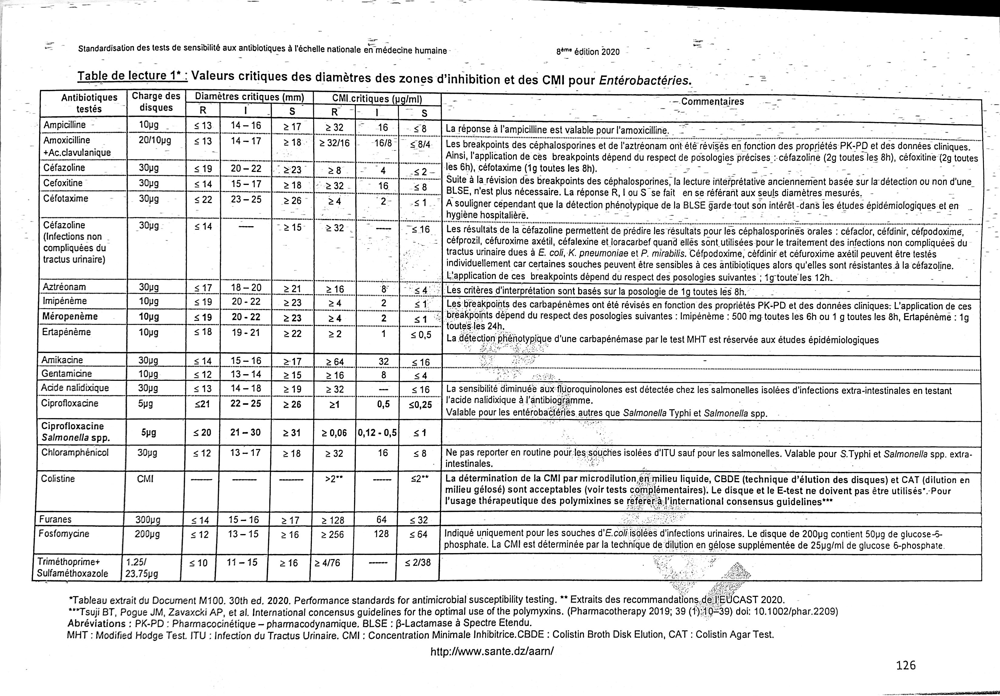 Standardisation des tests de sensibilité aux antibiotiques à l'échelle nationale en médecine humaine 8ème édition 2020
Table de lecture 1* : Valeurs critiques des diamètres des zones d'inhibition et des CMI pour Entérobactéries.
Antibiotiques testés | Charge des disques | Diamètres critiques (mm) | CMI critiques (µg/ml) | Commentaires
R | I | S | R | I | S
Ampicilline | 10µg | ≤ 13 | 14 – 16 | ≥ 17 | ≥ 32 | 16 | ≤ 8 | La réponse à l'ampicilline est valable pour l'amoxicilline.
Amoxicilline +Ac.clavulanique | 20/10µg | ≤ 13 | 14 – 17 | ≥ 18 | ≥ 32/16 | 16/8 | ≤ 8/4
Céfazoline | 30µg | ≤ 19 | 20 – 22 | ≥23 | ≥ 8 | 4 | ≤ 2
Cefoxitine | 30µg | ≤ 14 | 15 – 17 | ≥ 18 | ≥ 32 | 16 | ≤ 8
Céfotaxime | 30µg | ≤ 22 | 23 – 25 | ≥ 26 | ≥ 4 | 2 | ≤ 1
Les breakpoints des céphalosporines et de l'aztréonam ont été révisés en fonction des propriétés PK-PD et des données cliniques.
Ainsi, l'application de ces breakpoints dépend du respect de posologies précises : céfazoline (2g toutes les 8h), céfoxitine (2g toutes
les 6h), céfotaxime (1g toutes les 8h).
Suite à la révision des breakpoints des céphalosporines, la lecture interprétative anciennement basée sur la détection ou non d'une
BLSE, n'est plus nécessaire. La réponse R, I ou S se fait en se référant aux seuls diamètres mesurés.
A souligner cependant que la détection phénotypique de la BLSE garde tout son intérêt dans les études épidémiologiques et en
hygiène hospitalière.
Céfazoline (Infections non compliquées du tractus urinaire) | 30µg | ≤ 14 | ---- | ≥ 15 | ≥ 32 | ---- | ≤ 16
Les résultats de la céfazoline permettent de prédire les résultats pour les céphalosporines orales : céfaclor, céfdinir, céfpodoxime,
céfprozil, céfuroxime axétil, céfalexine et loracarbef quand elles sont utilisées pour le traitement des infections non compliquées du
tractus urinaire dues à E. coli, K. pneumoniae et P. mirabilis. Céfpodoxime, cèfdinir et céfuroxime axétil peuvent être testés
individuellement car certaines souches peuvent être sensibles à ces antibiotiques alors qu'elles sont résistantes à la céfazoline.
L'application de ces breakpoints dépend du respect des posologies suivantes ; 1g toute les 12h.
Aztréonam | 30µg | ≤ 17 | 18 – 20 | ≥ 21 | ≥ 16 | 8 | ≤ 4 | Les critères d'interprétation sont basés sur la posologie de 1g toutes les 8h.
Imipénème | 10µg | ≤ 19 | 20 - 22 | ≥ 23 | ≥ 4 | 2 | ≤ 1
Méropenème | 10µg | ≤ 19 | 20 - 22 | ≥ 23 | ≥ 4 | 2 | ≤ 1
Ertapénème | 10µg | ≤ 18 | 19 - 21 | ≥ 22 | ≥ 2 | 1 | ≤ 0,5
Les breakpoints des carbapénèmes ont été révisés en fonction des propriétés PK-PD et des données cliniques. L'application de ces
breakpoints dépend du respect des posologies suivantes : Imipénème : 500 mg toutes les 6h ou 1 g toutes les 8h, Ertapénème : 1g
toutes les 24h.
La détection phénotypique d'une carbapénémase par le test MHT est réservée aux études épidémiologiques
Amikacine | 30µg | ≤ 14 | 15 – 16 | ≥ 17 | ≥ 64 | 32 | ≤ 16
Gentamicine | 10µg | ≤ 12 | 13 – 14 | ≥ 15 | ≥ 16 | 8 | ≤ 4
Acide nalidixique | 30µg | ≤ 13 | 14 – 18 | ≥ 19 | ≥ 32 | --- | ≤ 16
Ciprofloxacine | 5µg | ≤21 | 22 – 25 | ≥ 26 | ≥1 | 0,5 | ≤0,25
La sensibilité diminuée aux fluoroquinolones est détectée chez les salmonelles isolées d'infections extra-intestinales en testant
l'acide nalidixique à l'antibiogramme.
Valable pour les entérobactéries autres que Salmonella Typhi et Salmonella spp.
Ciprofloxacine Salmonella spp. | 5µg | ≤ 20 | 21 – 30 | ≥ 31 | ≥ 0,06 | 0,12 - 0,5 | ≤ 1
Chloramphénicol | 30µg | ≤ 12 | 13 – 17 | ≥ 18 | ≥ 32 | 16 | ≤ 8
Ne pas reporter en routine pour les souches isolées d'ITU sauf pour les salmonelles. Valable pour S.Typhi et Salmonella spp. extra-
intestinales.
Colistine | CMI | ------ | ------ | ------ | >2** | ----- | ≤2**
La détermination de la CMI par microdilution en milieu liquide, CBDE (technique d'élution des disques) et CAT (dilution en
milieu gélosé) sont acceptables (voir tests complémentaires). Le disque et le E-test ne doivent pas être utilisés*. Pour
l'usage thérapeutique des polymixines se réferer à l'international consensus guidelines***
Furanes | 300µg | ≤ 14 | 15 – 16 | ≥ 17 | ≥ 128 | 64 | ≤ 32
Fosfomycine | 200µg | ≤ 12 | 13 – 15 | ≥ 16 | ≥ 256 | 128 | ≤ 64
Indiqué uniquement pour les souches d'E.coli isolées d'infections urinaires. Le disque de 200µg contient 50µg de glucose-6-
phosphate. La CMI est déterminée par la technique de dilution en gélose supplémentée de 25µg/ml de glucose 6-phosphate.
Triméthoprime+ Sulfaméthoxazole | 1.25/ 23.75µg | ≤ 10 | 11 – 15 | ≥ 16 | ≥ 4/76 | ----- | ≤ 2/38
*Tableau extrait du Document M100. 30th ed. 2020. Performance standards for antimicrobial susceptibility testing. ** Extraits des recommandations de l'EUCAST 2020.
***Tsuji BT, Pogue JM, Zavaxcki AP, et al. International concensus guidelines for the optimal use of the polymyxins. (Pharmacotherapy 2019; 39 (1):10–39) doi: 10.1002/phar.2209)
Abréviations : PK-PD : Pharmacocinétique – pharmacodynamique. BLSE : β-Lactamase à Spectre Etendu.
MHT : Modified Hodge Test. ITU : Infection du Tractus Urinaire. CMI : Concentration Minimale Inhibitrice.CBDE : Colistin Broth Disk Elution, CAT : Colistin Agar Test.
http://www.sante.dz/aarn/
126